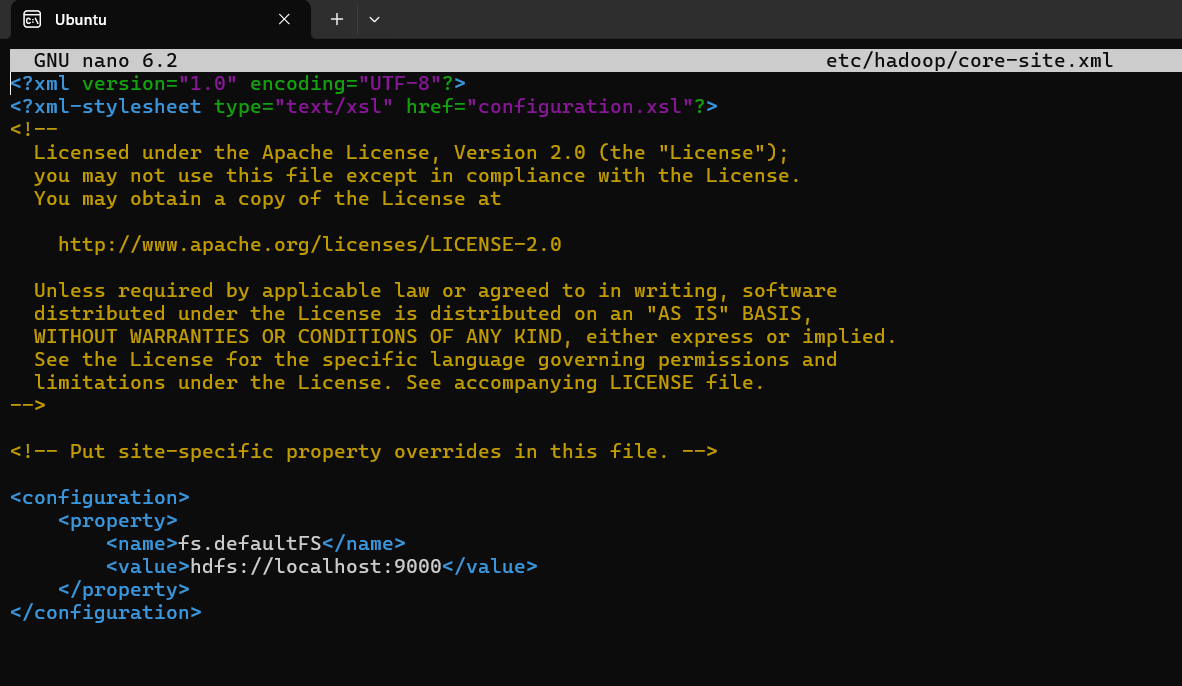 Ubuntu
GNU nano 6.2 etc/hadoop/core-site.xml
<?xml version="1.0" encoding="UTF-8"?>
<?xml-stylesheet type="text/xsl" href="configuration.xsl"?>
<!--
  Licensed under the Apache License, Version 2.0 (the "License");
  you may not use this file except in compliance with the License.
  You may obtain a copy of the License at

    http://www.apache.org/licenses/LICENSE-2.0

  Unless required by applicable law or agreed to in writing, software
  distributed under the License is distributed on an "AS IS" BASIS,
  WITHOUT WARRANTIES OR CONDITIONS OF ANY KIND, either express or implied.
  See the License for the specific language governing permissions and
  limitations under the License. See accompanying LICENSE file.
-->

<!-- Put site-specific property overrides in this file. -->

<configuration>
    <property>
        <name>fs.defaultFS</name>
        <value>hdfs://localhost:9000</value>
    </property>
</configuration>